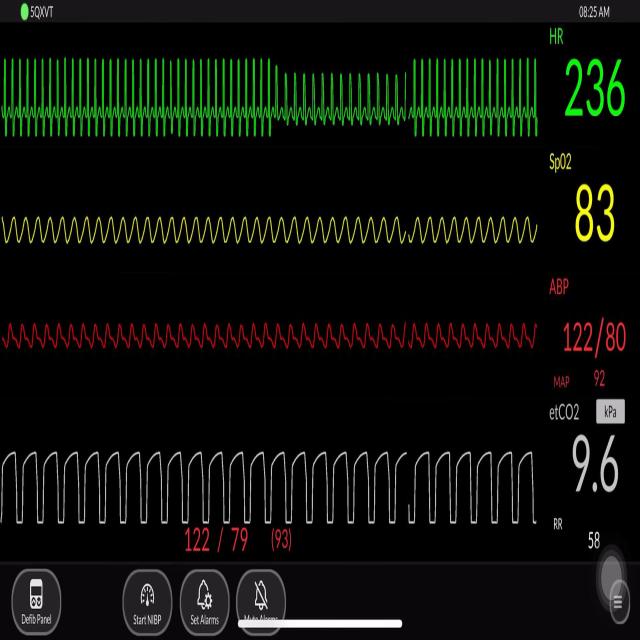 5QXVT
08:25 AM
HR
236
SpO2
83
ABP
122/80
MAP 92
etCO2 kPa
9.6
RR
58
122 / 79 (93)
Defib Panel
Start NIBP
Set Alarms
Mute Alarms